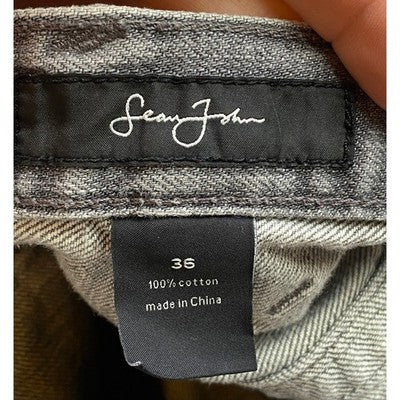 Sean John
36
100% cotton
made in China